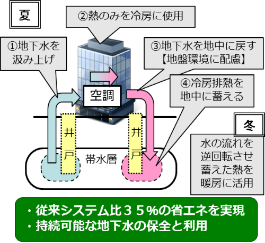 夏
②熱のみを冷房に使用
①地下水を
汲み上げ
③地下水を地中に戻す
【地盤環境に配慮】
空調
④冷房排熱を
地中に蓄える
井
戸
井
戸
帯水層
冬
水の流れを
逆回転させ
蓄えた熱を
暖房に活用
・従来システム比35%の省エネを実現
・持続可能な地下水の保全と利用